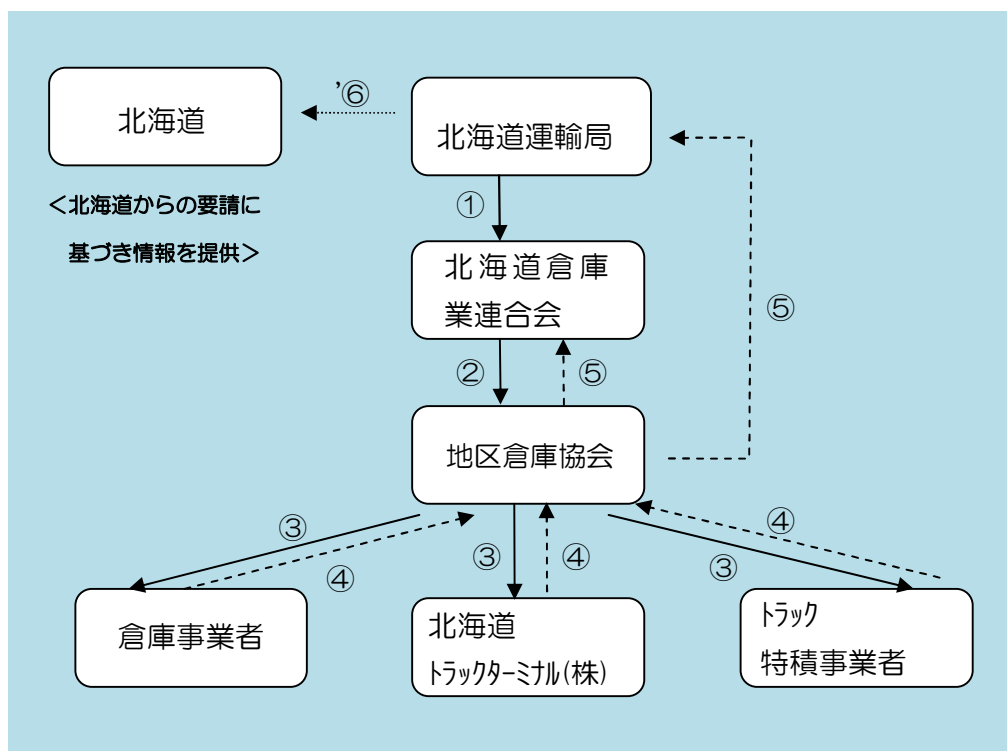 ’⑥
北海道
北海道運輸局
<北海道からの要請に
基づき情報を提供>
①
北海道倉庫
業連合会
⑤
②
⑤
地区倉庫協会
③
④
③
④
④
③
倉庫事業者
北海道
ﾄﾗｯｸﾀｰﾐﾅﾙ(株)
ﾄﾗｯｸ
特積事業者